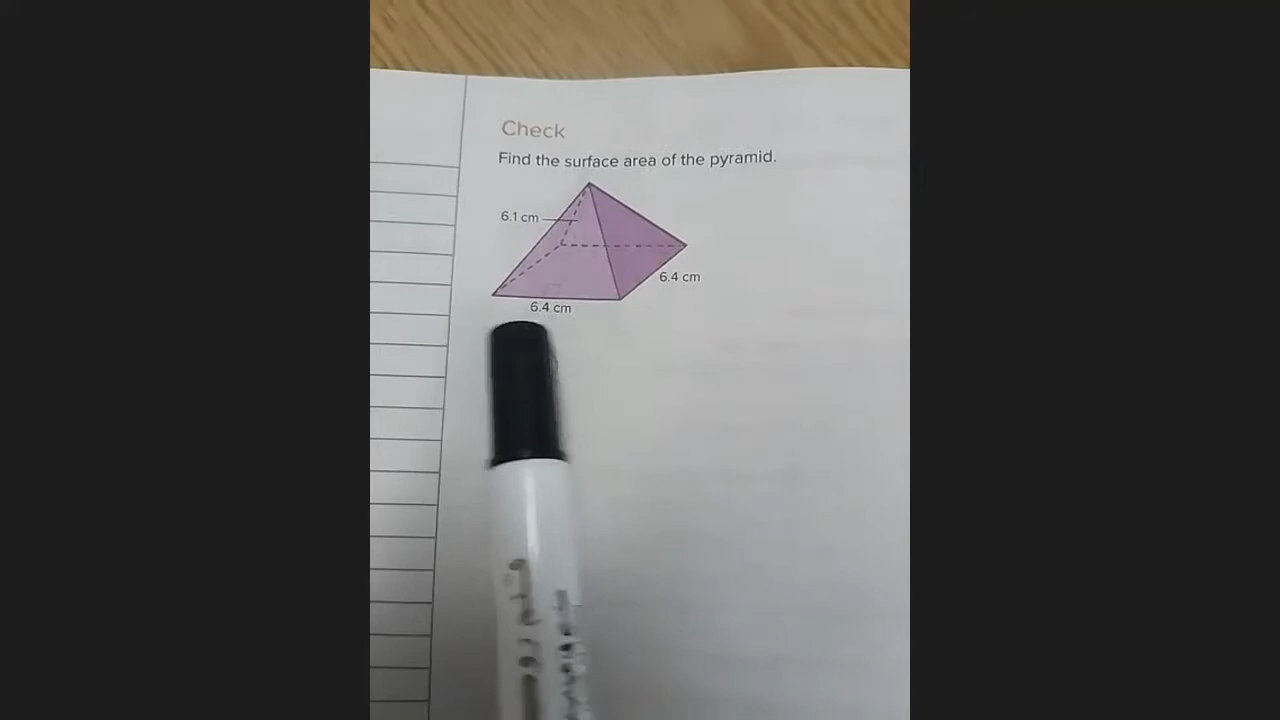 Check
Find the surface area of the pyramid.
6.1 cm
6.4 cm
6.4 cm